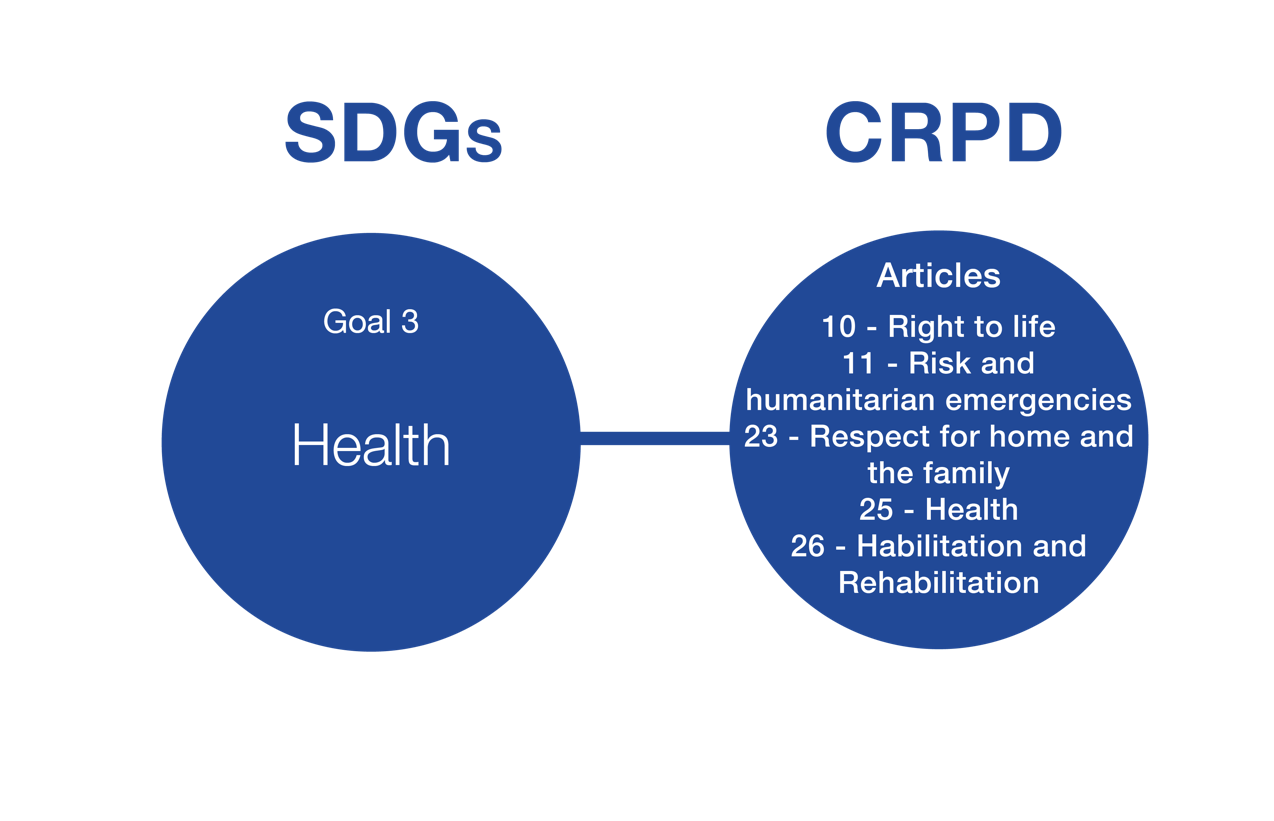 SDGs
CRPD
Goal 3
Health
Articles
10 - Right to life
11 - Risk and
humanitarian emergencies
23 - Respect for home and
the family
25 - Health
26 - Habilitation and
Rehabilitation